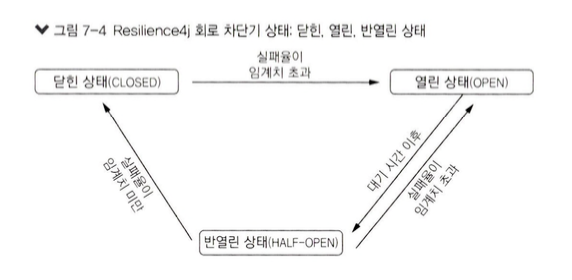 ♥ 그림 7-4 Resilience4j 회로 차단기 상태: 닫힌, 열린, 반열린 상태
실패율이
임계치 초과
닫힌 상태(CLOSED)
열린 상태(OPEN)
대기 시간 이후
실패율이
임계치 초과
실패율이
임계치 미만
반열린 상태(HALF-OPEN)